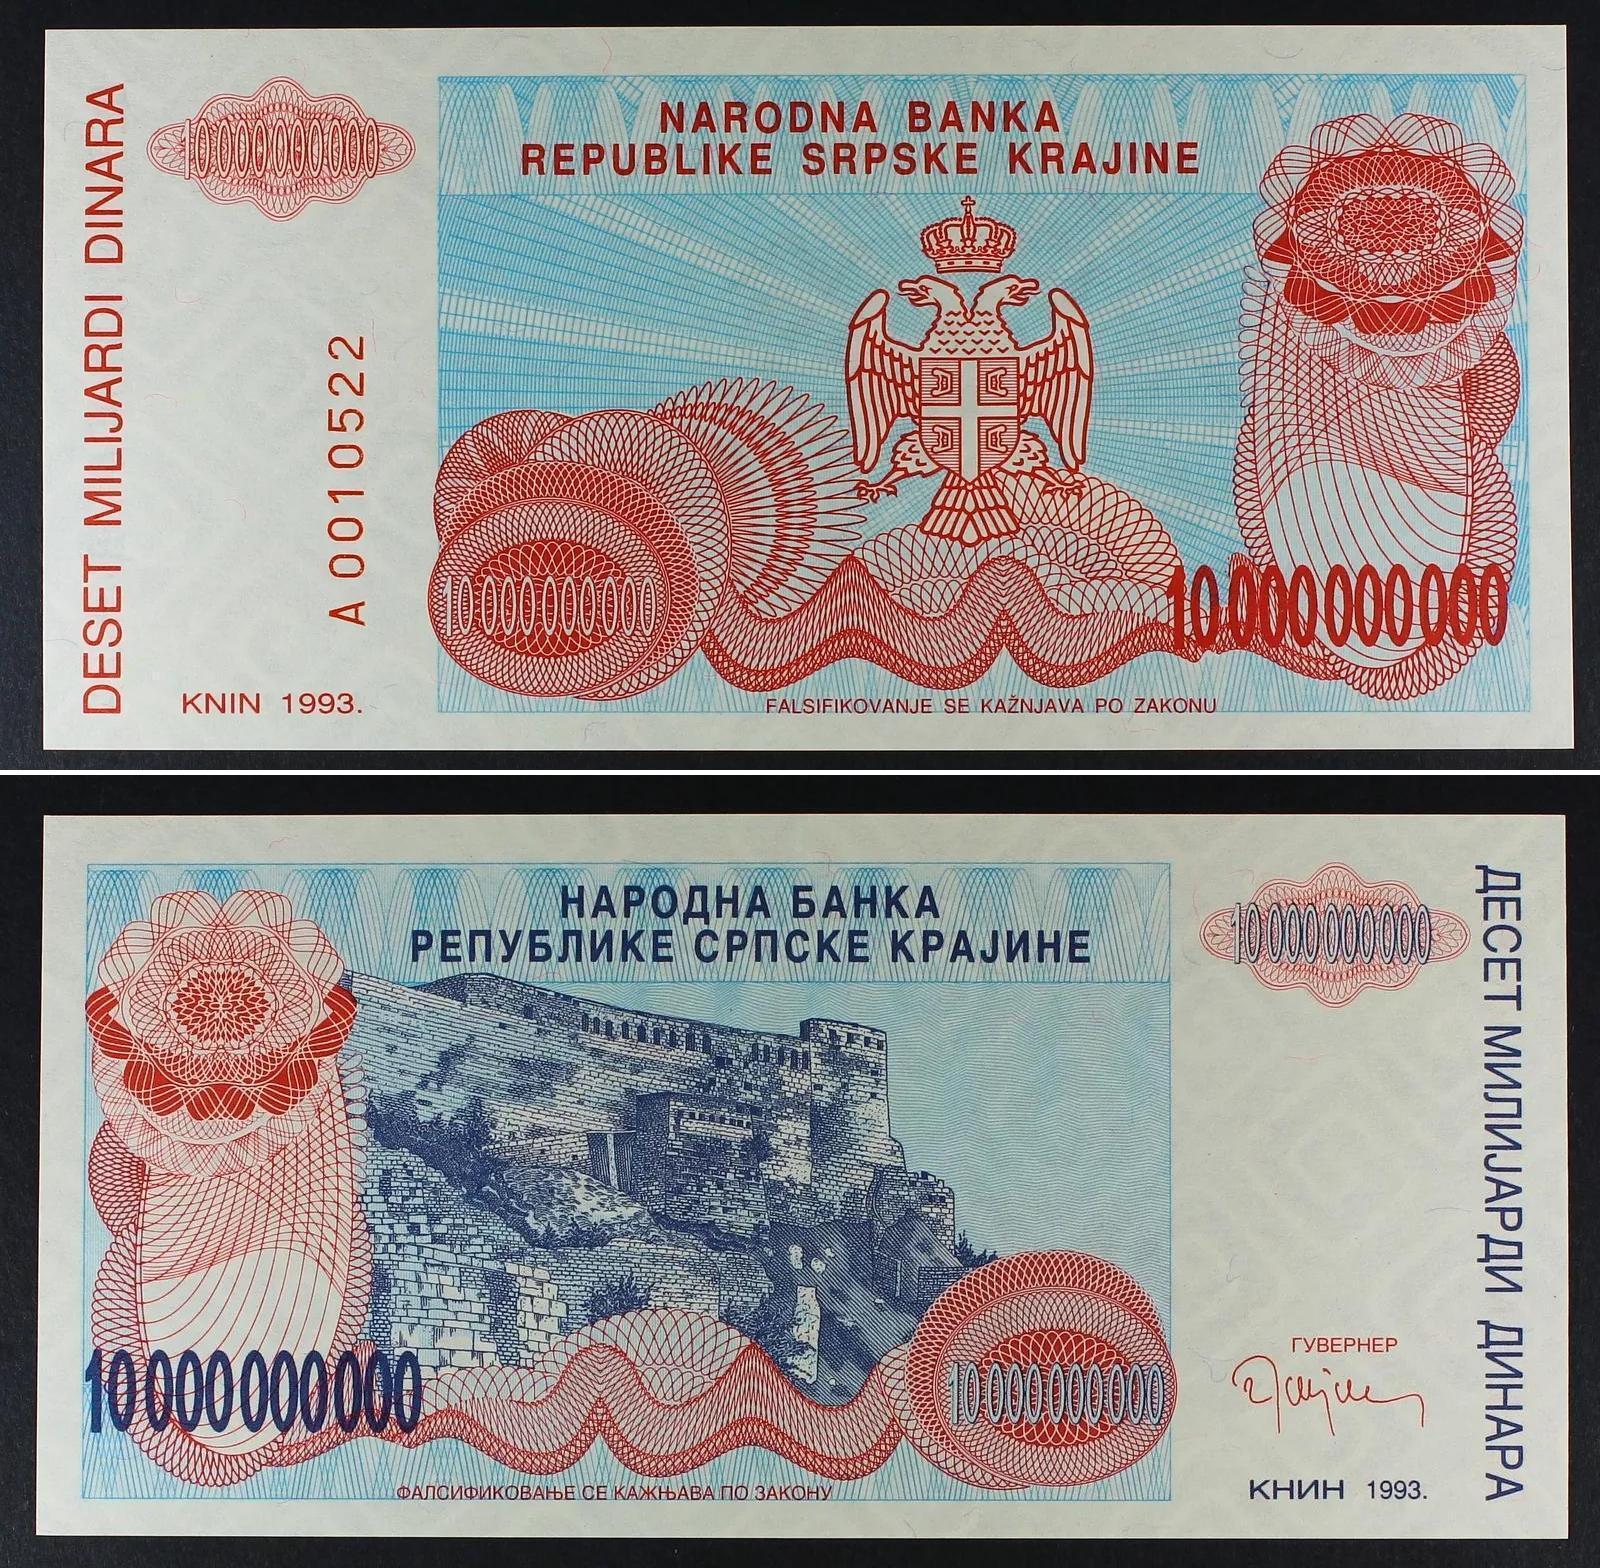 DESET MILIJARDI DINARA
10000000000
A 0010522
KNIN 1993.
NARODNA BANKA
REPUBLIKE SRPSKE KRAJINE
10000000000
10000000000
FALSIFIKOVANJE SE KAŽNJAVA PO ZAKONU
НАРОДНА БАНКА
РЕПУБЛИКЕ СРПСКЕ КРАЈИНЕ
10000000000
10000000000
ФАЛСИФИКОВАЊЕ СЕ КАЖЊАВА ПО ЗАКОНУ
10000000000
ДЕСЕТ МИЛИЈАРДИ ДИНАРА
ГУВЕРНЕР
КНИН 1993.